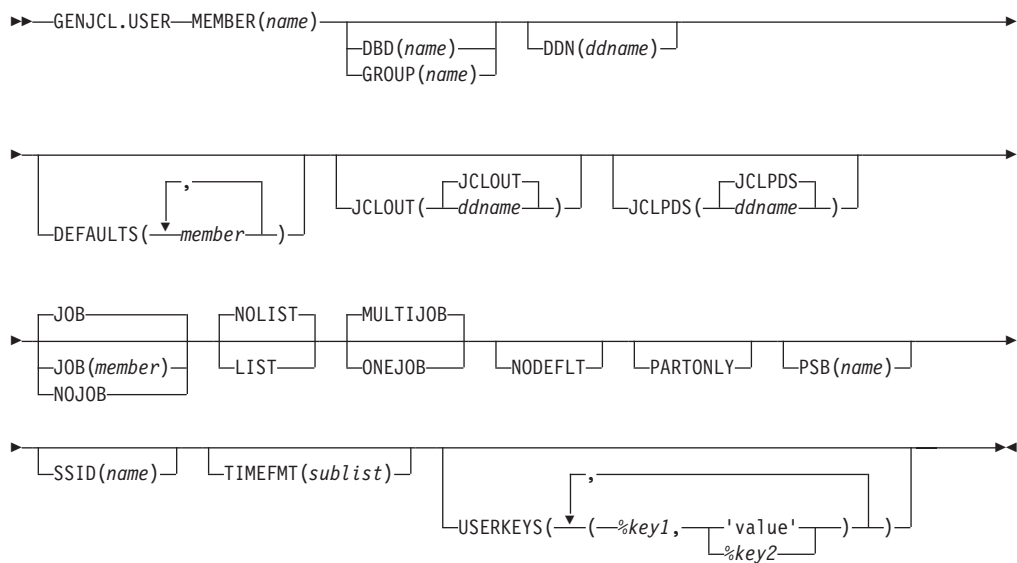 GENJCL.USER MEMBER(name)
DBD(name)
GROUP(name)
DDN(ddname)
DEFAULTS( member )
,
JCLOUT( ddname )
JCLOUT
JCLPDS( ddname )
JCLPDS
JOB
JOB(member)
NOJOB
NOLIST
LIST
MULTIJOB
ONEJOB
NODEFLT
PARTONLY
PSB(name)
SSID(name)
TIMEFMT(sublist)
,
USERKEYS( ( %key1, 'value' ) )
%key2